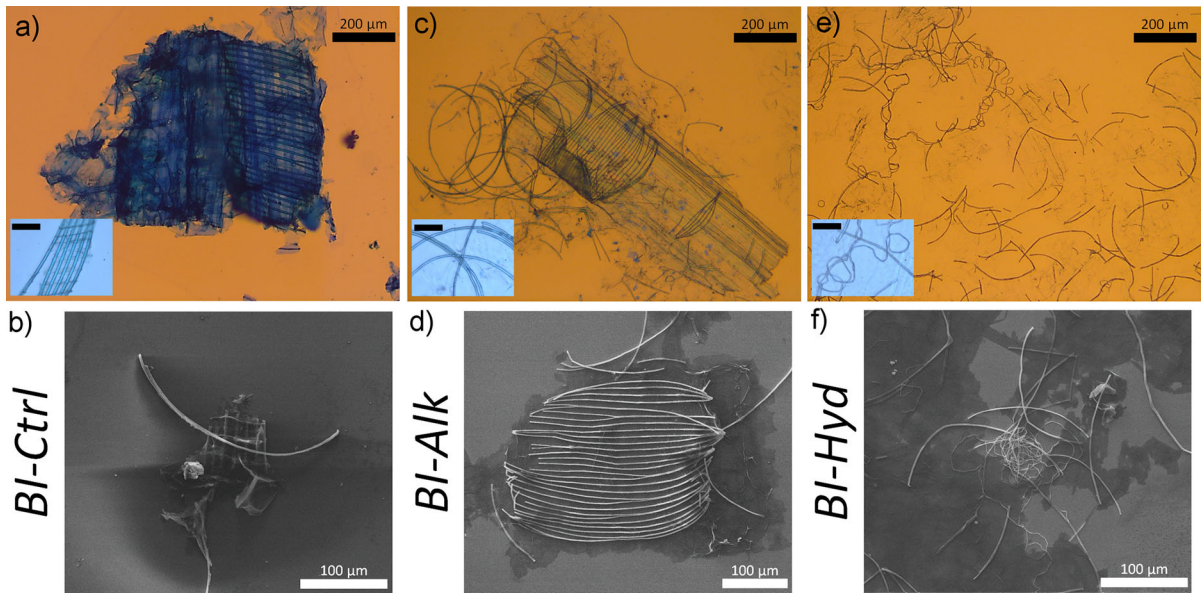 a)
200 µm
c)
200 µm
e)
200 µm
b)
BI-Ctrl
100 µm
d)
BI-Alk
100 µm
f)
BI-Hyd
100 µm